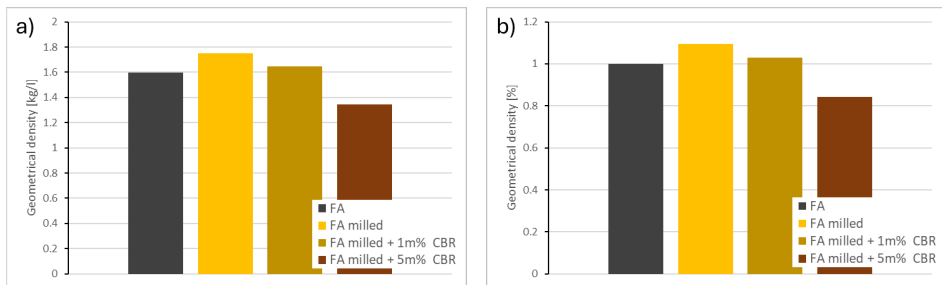 a)
Geometrical density [kg/l]
2
1.8
1.6
1.4
1.2
1
0.8
0.6
0.4
0.2
0
FA
FA milled
FA milled + 1m% CBR
FA milled + 5m% CBR
b)
Geometrical density [%]
1.2
1
0.8
0.6
0.4
0.2
0
FA
FA milled
FA milled + 1m% CBR
FA milled + 5m% CBR